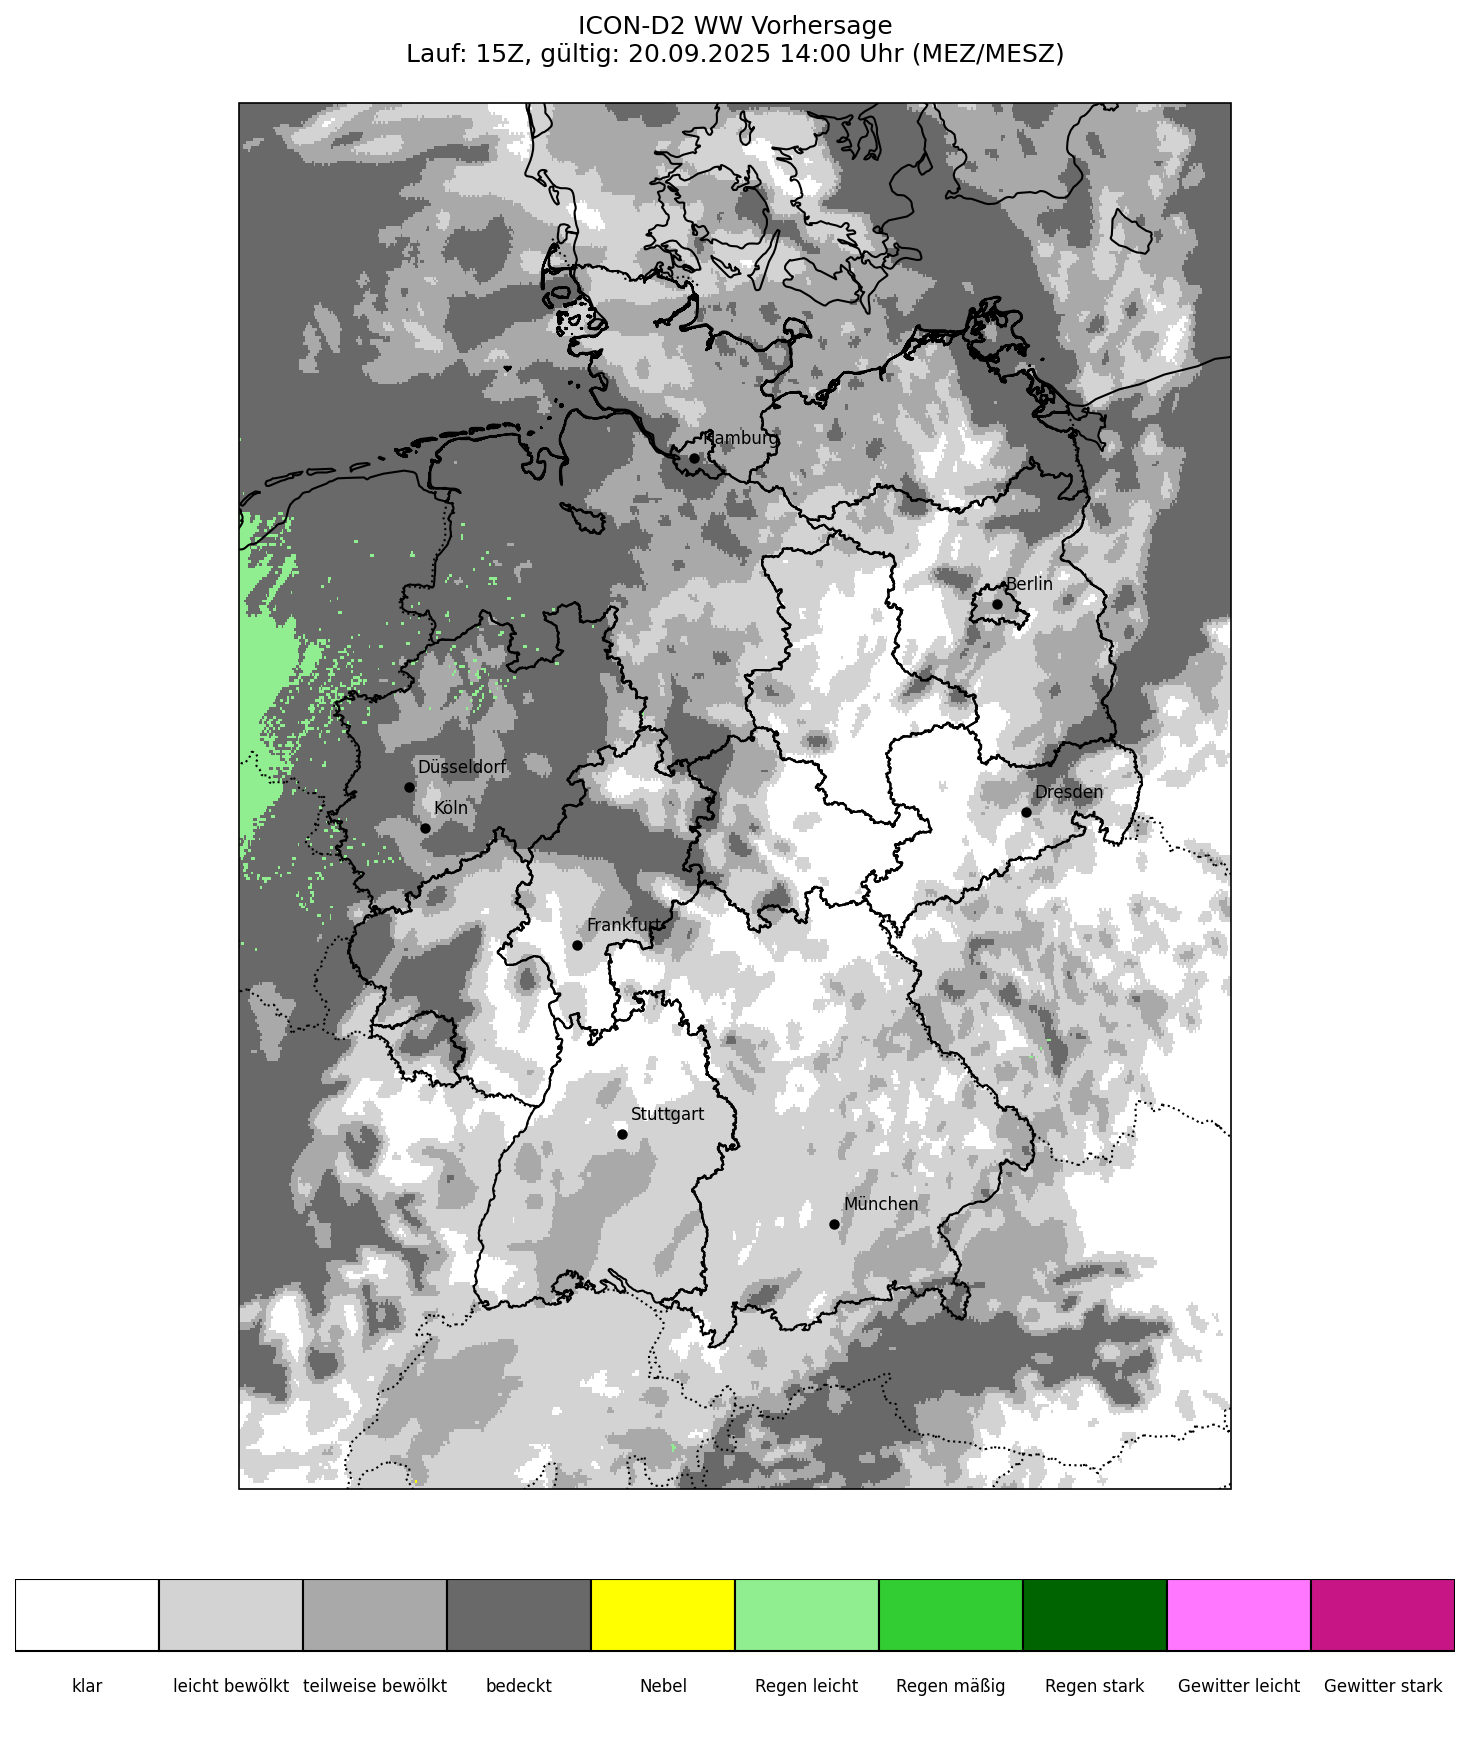 ICON-D2 WW Vorhersage
Lauf: 15Z, gültig: 20.09.2025 14:00 Uhr (MEZ/MESZ)
Hamburg
Berlin
Düsseldorf
Dresden
Köln
Frankfurt
Stuttgart
München
klar leicht bewölkt teilweise bewölkt bedeckt Nebel Regen leicht Regen mäßig Regen stark Gewitter leicht Gewitter stark